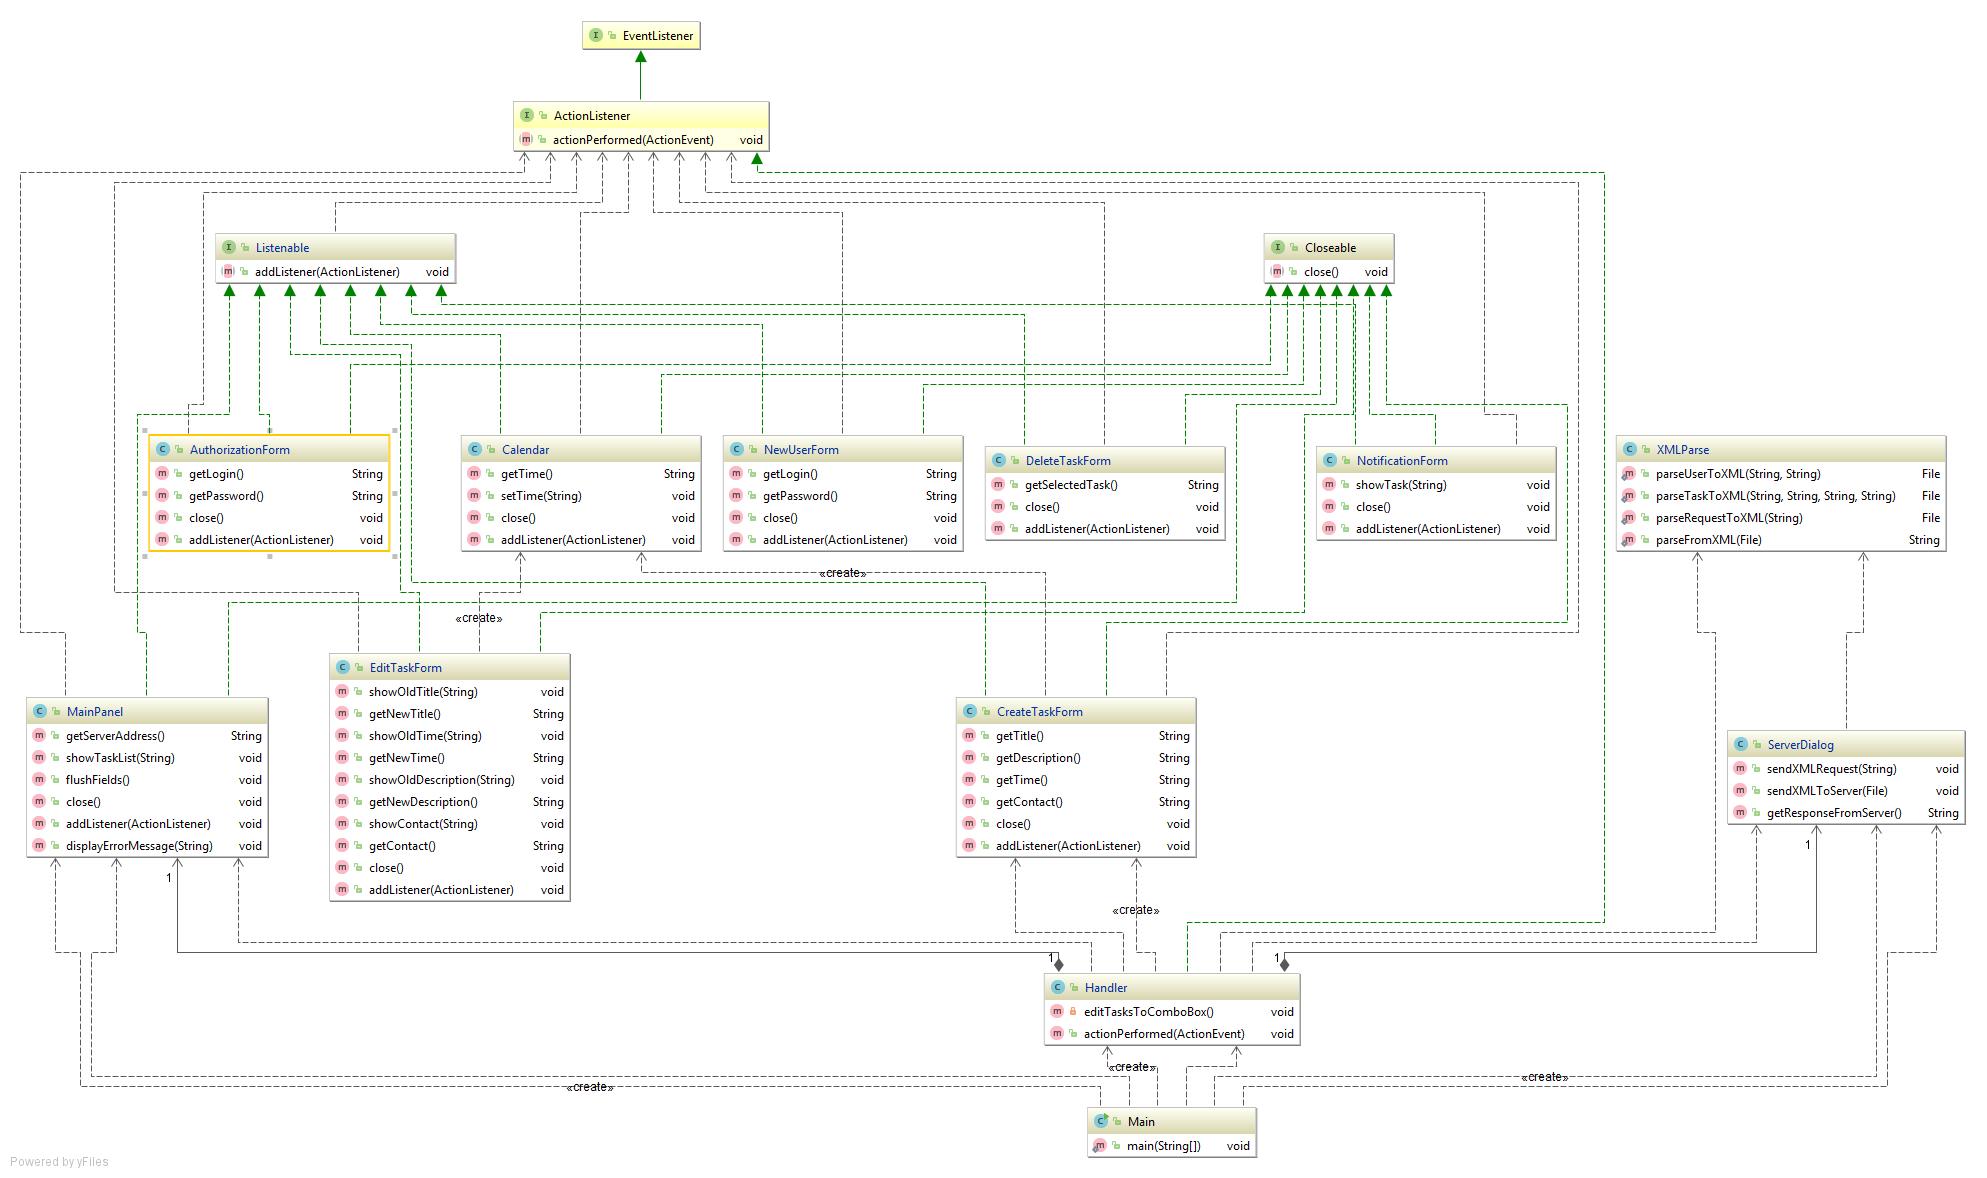 EventListener
ActionListener
actionPerformed(ActionEvent) void
Listenable
addListener(ActionListener) void
Closeable
close() void
AuthorizationForm
getLogin() String
getPassword() String
close() void
addListener(ActionListener) void
Calendar
getTime() String
setTime(String) void
close() void
addListener(ActionListener) void
NewUserForm
getLogin() String
getPassword() String
close() void
addListener(ActionListener) void
DeleteTaskForm
getSelectedTask() String
close() void
addListener(ActionListener) void
NotificationForm
showTask(String) void
close() void
addListener(ActionListener) void
XMLParse
parseUserToXML(String, String) File
parseTaskToXML(String, String, String, String) File
parseRequestToXML(String) File
parseFromXML(File) String
«create»
«create»
MainPanel
getServerAddress() String
showTaskList(String) void
flushFields() void
close() void
addListener(ActionListener) void
displayErrorMessage(String) void
EditTaskForm
showOldTitle(String) void
getNewTitle() String
showOldTime(String) void
getNewTime() String
showOldDescription(String) void
getNewDescription() String
showContact(String) void
getContact() String
close() void
addListener(ActionListener) void
CreateTaskForm
getTitle() String
getDescription() String
getTime() String
getContact() String
close() void
addListener(ActionListener) void
ServerDialog
sendXMLRequest(String) void
sendXMLToServer(File) void
getResponseFromServer() String
1
1
«create»
1
1
Handler
editTasksToComboBox() void
actionPerformed(ActionEvent) void
«create»
«create»
«create»
Main
main(String[]) void
Powered by yFiles